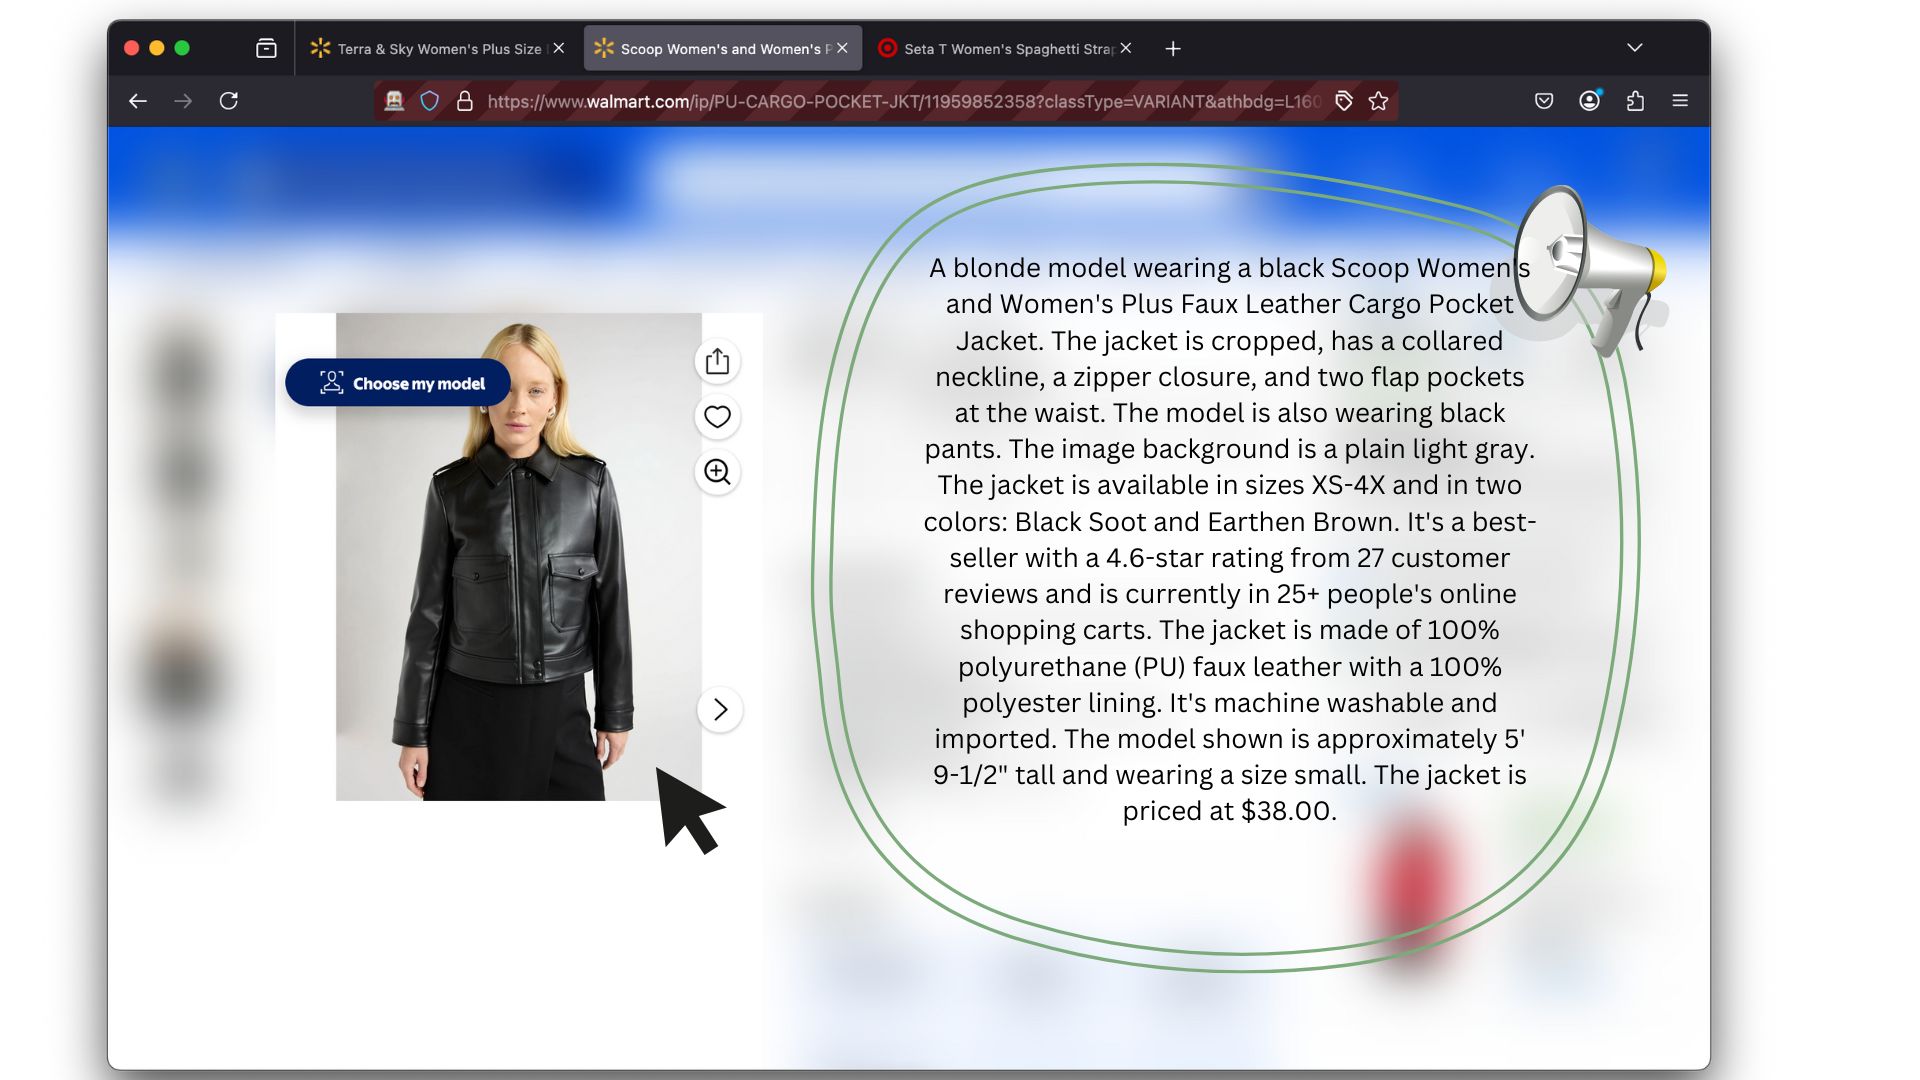 Terra & Sky Women's Plus Size
Scoop Women's and Women's P
Seta T Women's Spaghetti Strap
https://www.walmart.com/ip/PU-CARGO-POCKET-JKT/11959852358?classType=VARIANT&athbdg=L160
Choose my model
A blonde model wearing a black Scoop Women's
and Women's Plus Faux Leather Cargo Pocket
Jacket. The jacket is cropped, has a collared
neckline, a zipper closure, and two flap pockets
at the waist. The model is also wearing black
pants. The image background is a plain light gray.
The jacket is available in sizes XS-4X and in two
colors: Black Soot and Earthen Brown. It's a best-
seller with a 4.6-star rating from 27 customer
reviews and is currently in 25+ people's online
shopping carts. The jacket is made of 100%
polyurethane (PU) faux leather with a 100%
polyester lining. It's machine washable and
imported. The model shown is approximately 5'
9-1/2" tall and wearing a size small. The jacket is
priced at $38.00.